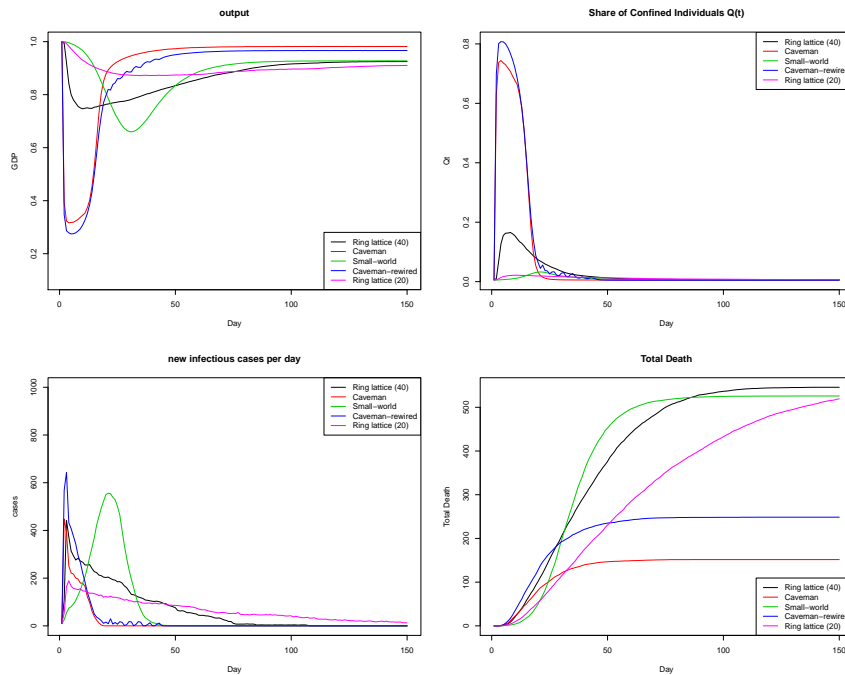 output
GDP
1.0
0.8
0.6
0.4
0.2
Ring lattice (40)
Caveman
Small−world
Caveman−rewired
Ring lattice (20)
0
50
100
150
Day
Share of Confined Individuals Q(t)
Qt
0.8
0.6
0.4
0.2
0.0
Ring lattice (40)
Caveman
Small−world
Caveman−rewired
Ring lattice (20)
0
50
100
150
Day
new infectious cases per day
cases
1000
800
600
400
200
0
Ring lattice (40)
Caveman
Small−world
Caveman−rewired
Ring lattice (20)
0
50
100
150
Day
Total Death
Total Death
500
400
300
200
100
0
Ring lattice (40)
Caveman
Small−world
Caveman−rewired
Ring lattice (20)
0
50
100
150
Day